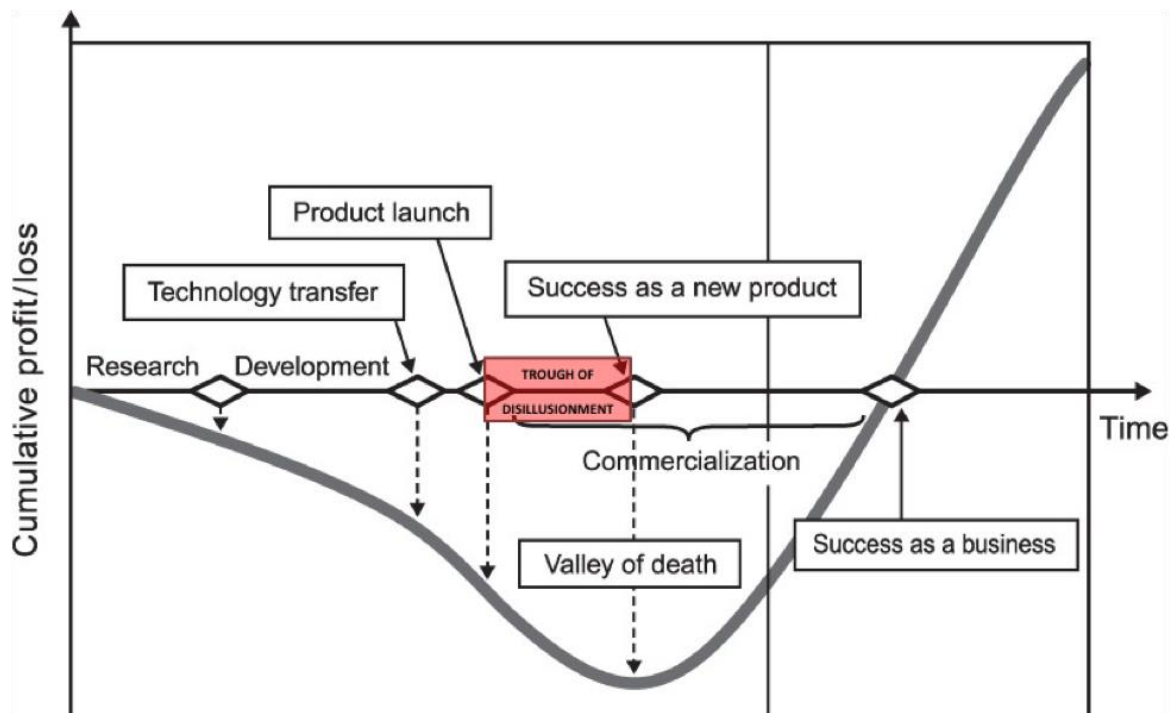 Cumulative profit/loss
Product launch
Technology transfer
Success as a new product
Research
Development
TROUGH OF
DISILLUSIONMENT
Time
Commercialization
Success as a business
Valley of death